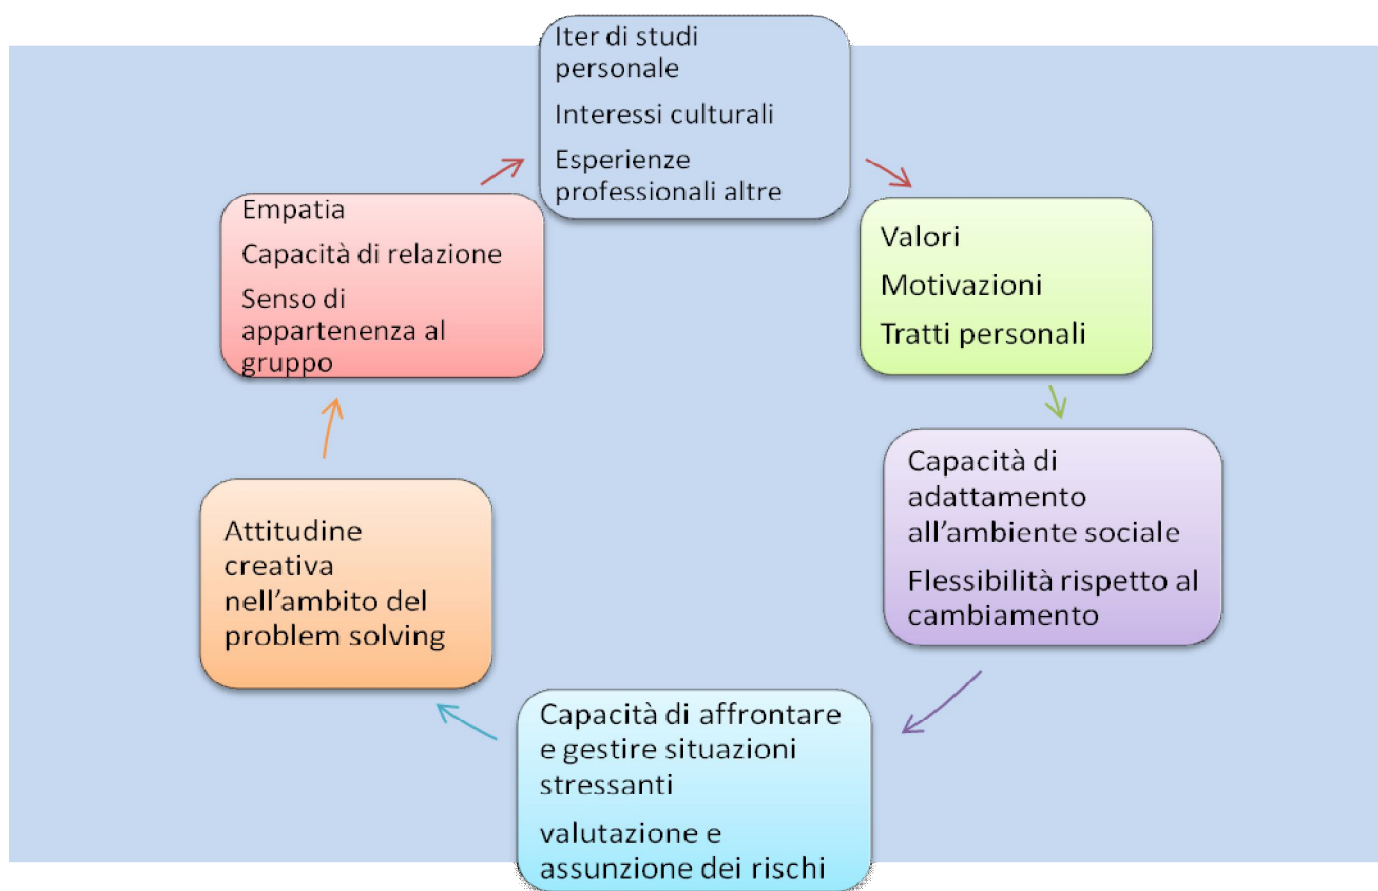 Iter di studi
personale
Interessi culturali
Esperienze
professionali altre
Valori
Motivazioni
Tratti personali
Capacità di
adattamento
all'ambiente sociale
Flessibilità rispetto al
cambiamento
Capacità di affrontare
e gestire situazioni
stressanti
valutazione e
assunzione dei rischi
Attitudine
creativa
nell'ambito del
problem solving
Empatia
Capacità di relazione
Senso di
appartenenza al
gruppo